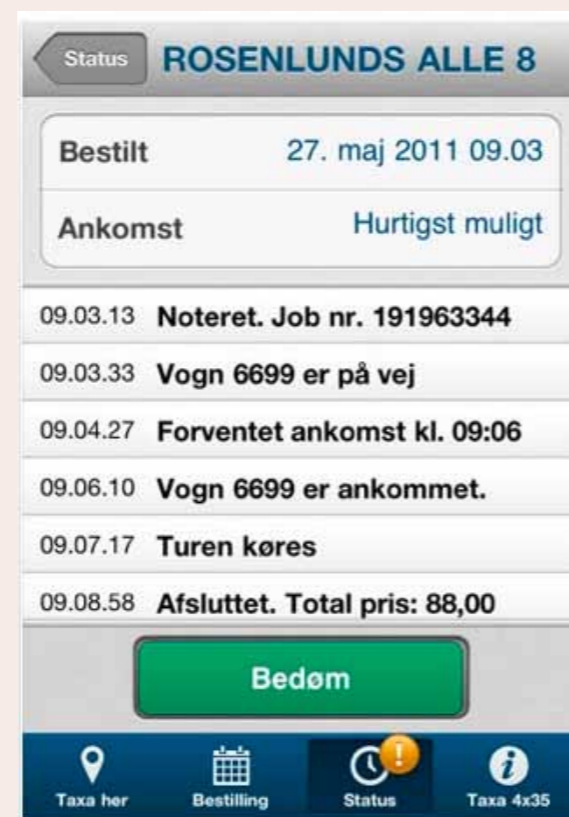 Status ROSENLUNDS ALLE 8
Bestilt 27. maj 2011 09.03
Ankomst Hurtigst muligt
09.03.13 Noteret. Job nr. 191963344
09.03.33 Vogn 6699 er på vej
09.04.27 Forventet ankomst kl. 09:06
09.06.10 Vogn 6699 er ankommet.
09.07.17 Turen køres
09.08.58 Afsluttet. Total pris: 88,00
Bedøm
Taxa her Bestilling Status Taxa 4x35